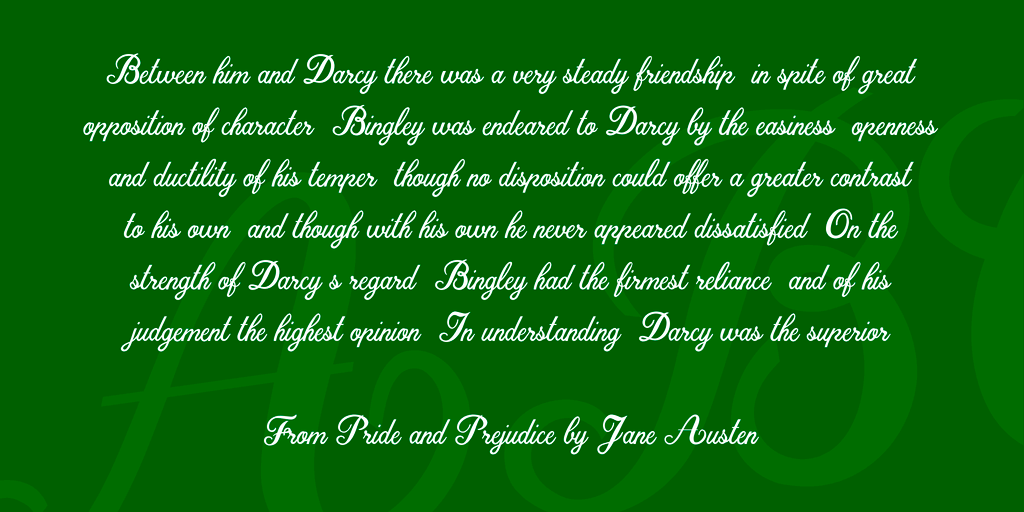 Between him and Darcy there was a very steady friendship in spite of great
opposition of character Bingley was endeared to Darcy by the easiness openness
and ductility of his temper though no disposition could offer a greater contrast
to his own and though with his own he never appeared dissatisfied On the
strength of Darcy s regard Bingley had the firmest reliance and of his
judgement the highest opinion In understanding Darcy was the superior
From Pride and Prejudice by Jane Austen